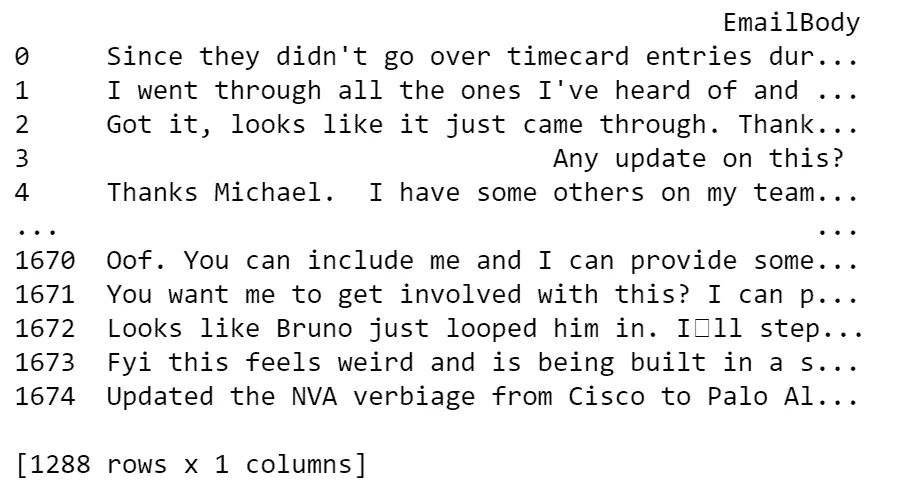 EmailBody
0 Since they didn't go over timecard entries dur...
1 I went through all the ones I've heard of and ...
2 Got it, looks like it just came through. Thank...
3 Any update on this?
4 Thanks Michael.  I have some others on my team...
... ...
1670 Oof. You can include me and I can provide some...
1671 You want me to get involved with this? I can p...
1672 Looks like Bruno just looped him in. I□ll step...
1673 Fyi this feels weird and is being built in a s...
1674 Updated the NVA verbiage from Cisco to Palo Al...
[1288 rows x 1 columns]